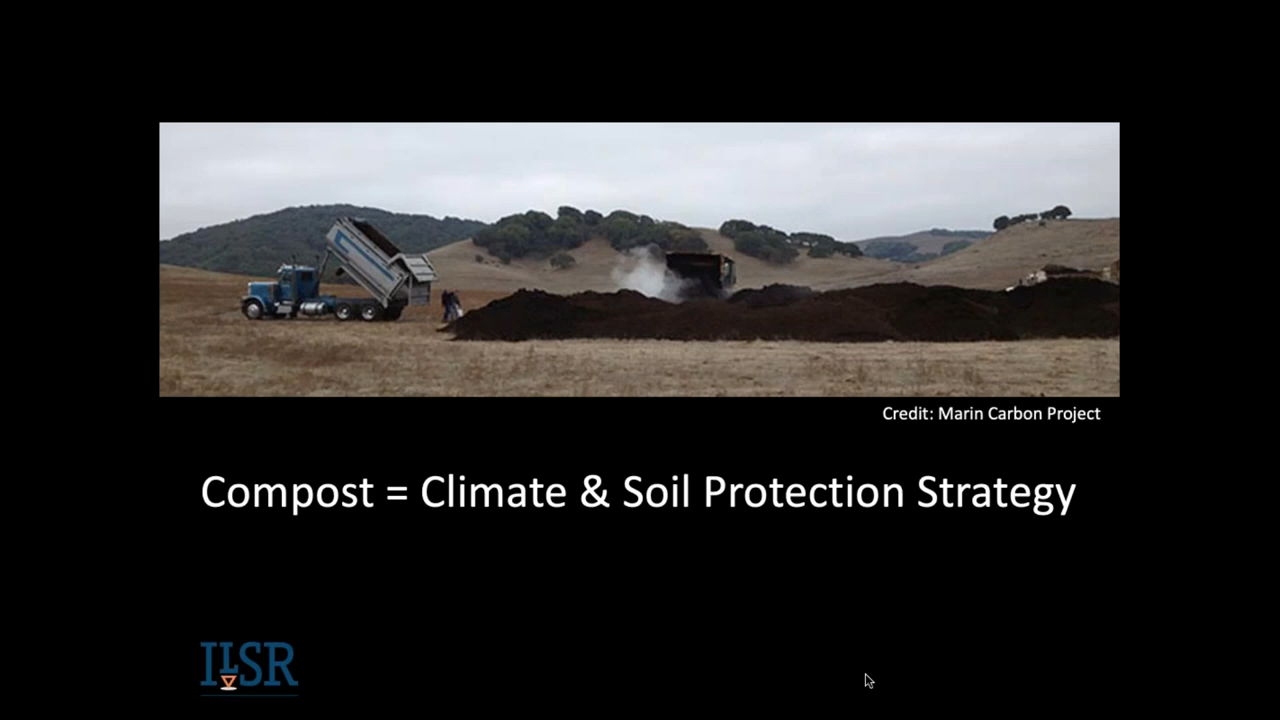 Credit: Marin Carbon Project
Compost = Climate & Soil Protection Strategy
ILSR